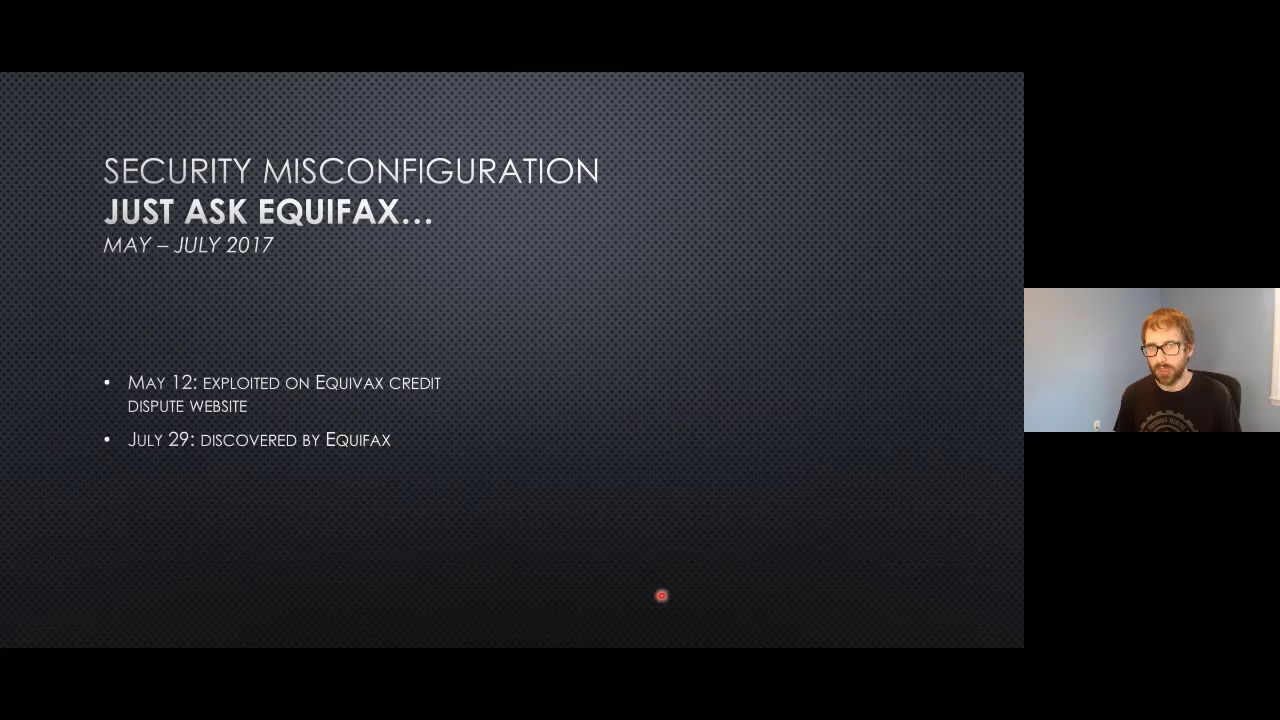 SECURITY MISCONFIGURATION
JUST ASK EQUIFAX...
MAY – JULY 2017
• MAY 12: EXPLOITED ON EQUIVAX CREDIT
DISPUTE WEBSITE
• JULY 29: DISCOVERED BY EQUIFAX